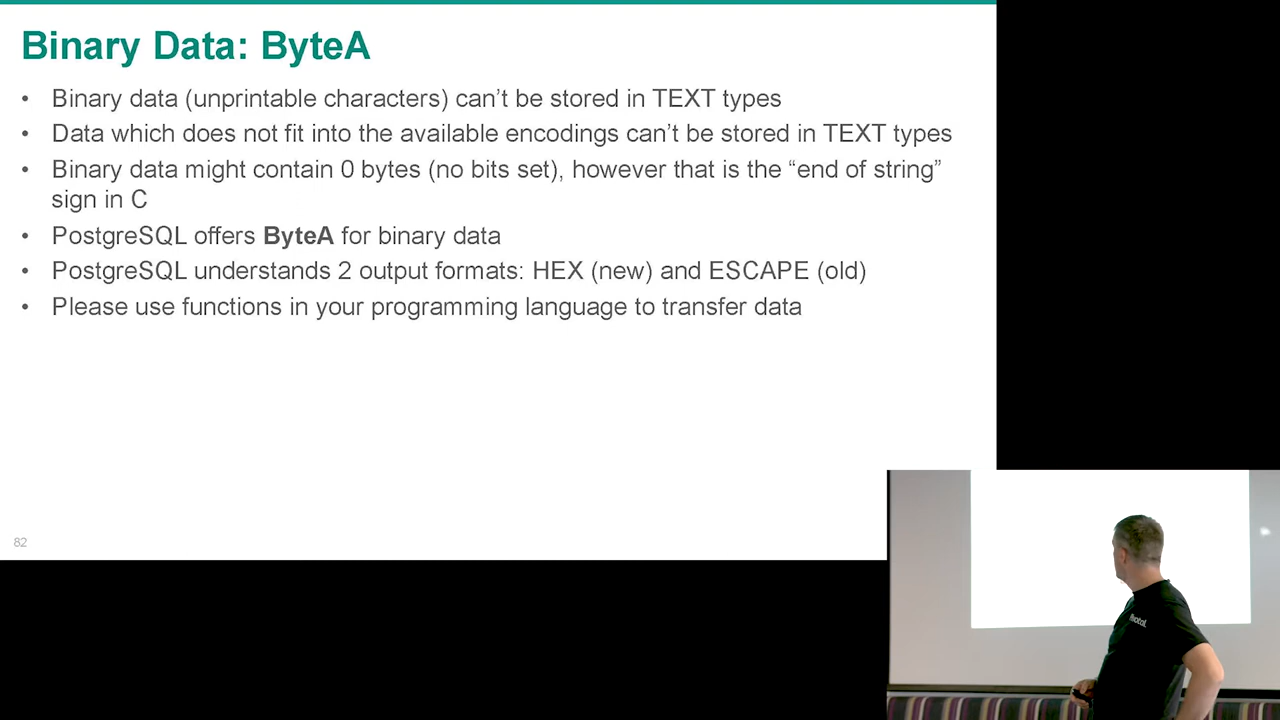 Binary Data: ByteA
• Binary data (unprintable characters) can’t be stored in TEXT types
• Data which does not fit into the available encodings can’t be stored in TEXT types
• Binary data might contain 0 bytes (no bits set), however that is the “end of string”
sign in C
• PostgreSQL offers ByteA for binary data
• PostgreSQL understands 2 output formats: HEX (new) and ESCAPE (old)
• Please use functions in your programming language to transfer data
82
Pivotal